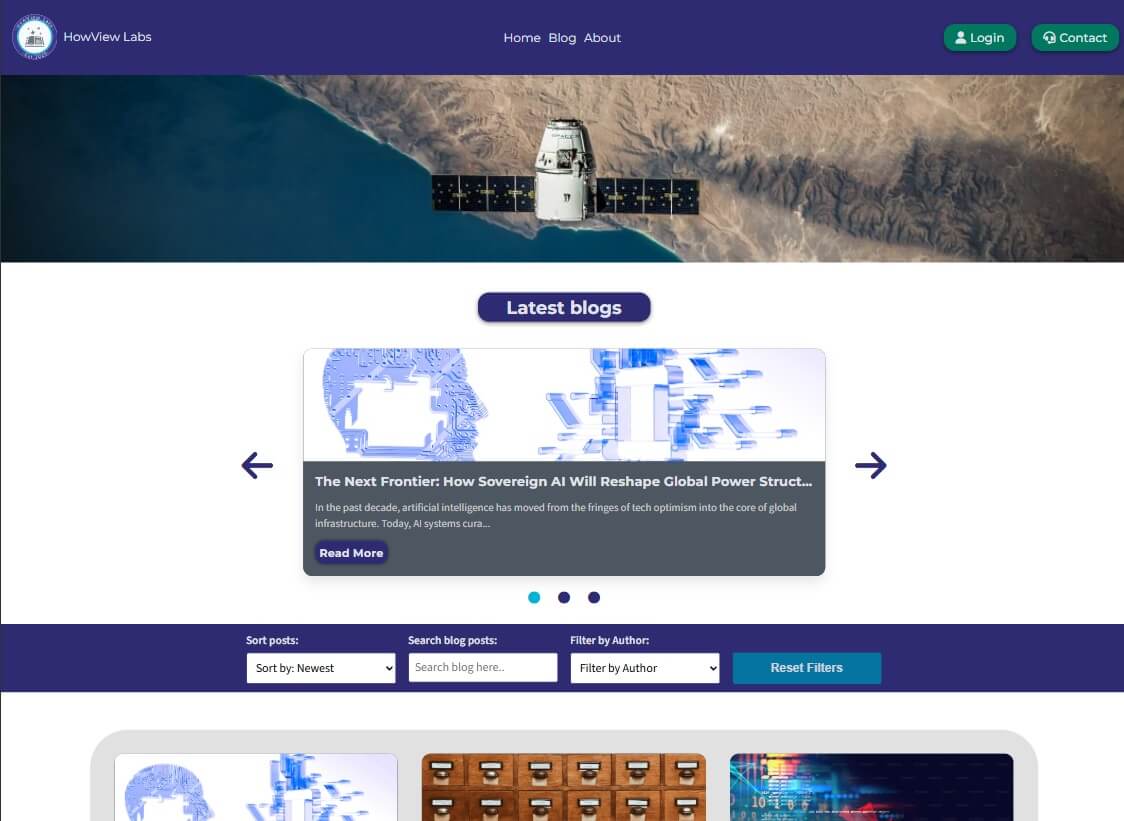 HowView Labs
Home Blog About
Login
Contact
SPACEX
Latest blogs
The Next Frontier: How Sovereign AI Will Reshape Global Power Struct...
In the past decade, artificial intelligence has moved from the fringes of tech optimism into the core of global
infrastructure. Today, AI systems cura...
Read More
Sort posts:
Search blog posts:
Filter by Author:
Sort by: Newest
Search blog here..
Filter by Author
Reset Filters